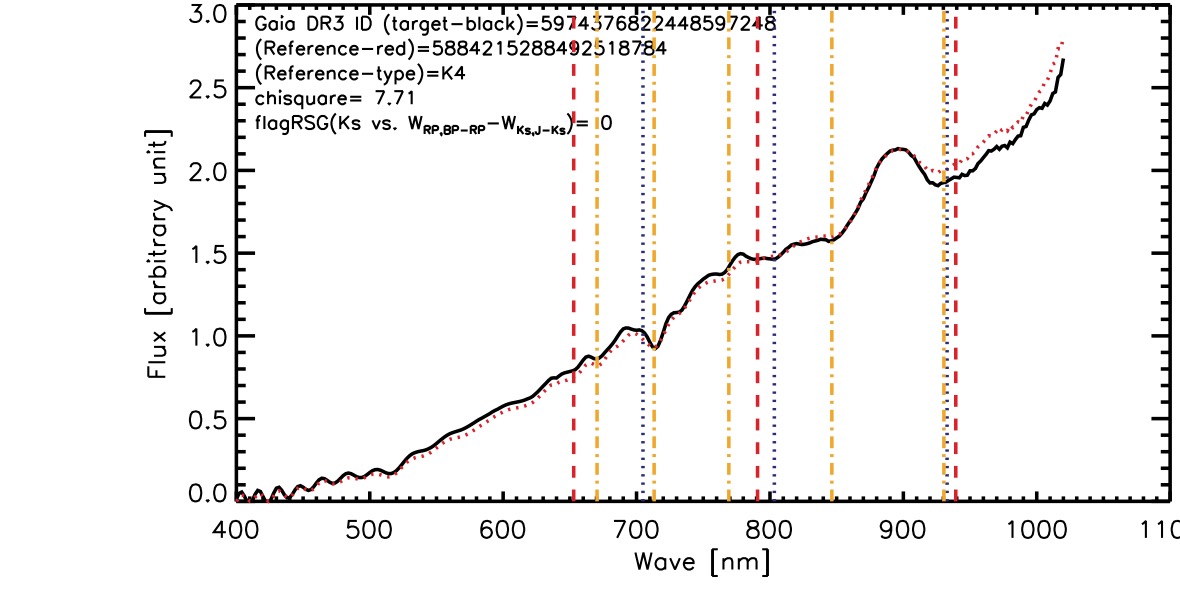 Gaia DR3 ID (target-black)=5974376822448597248
(Reference-red)=5884215288492518784
(Reference-type)=K4
chisquare= 7.71
flagRSG(Ks vs. W_RP,BP-RP-W_Ks,J-Ks)= 0
3.0
2.5
2.0
1.5
1.0
0.5
0.0
Flux [arbitrary unit]
400 500 600 700 800 900 1000 110
Wave [nm]